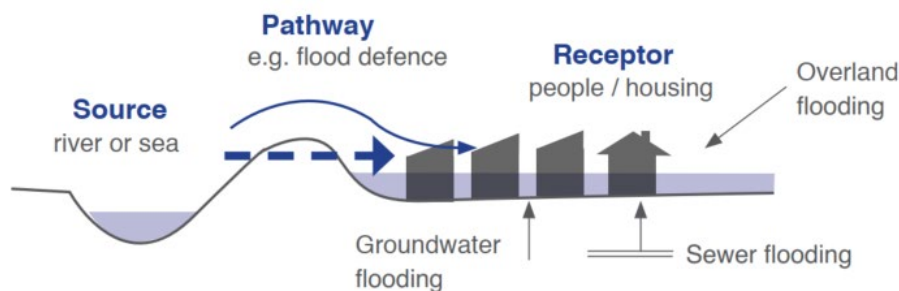 Pathway
e.g. flood defence
Receptor
people / housing
Overland
flooding
Source
river or sea
Groundwater
flooding
Sewer flooding